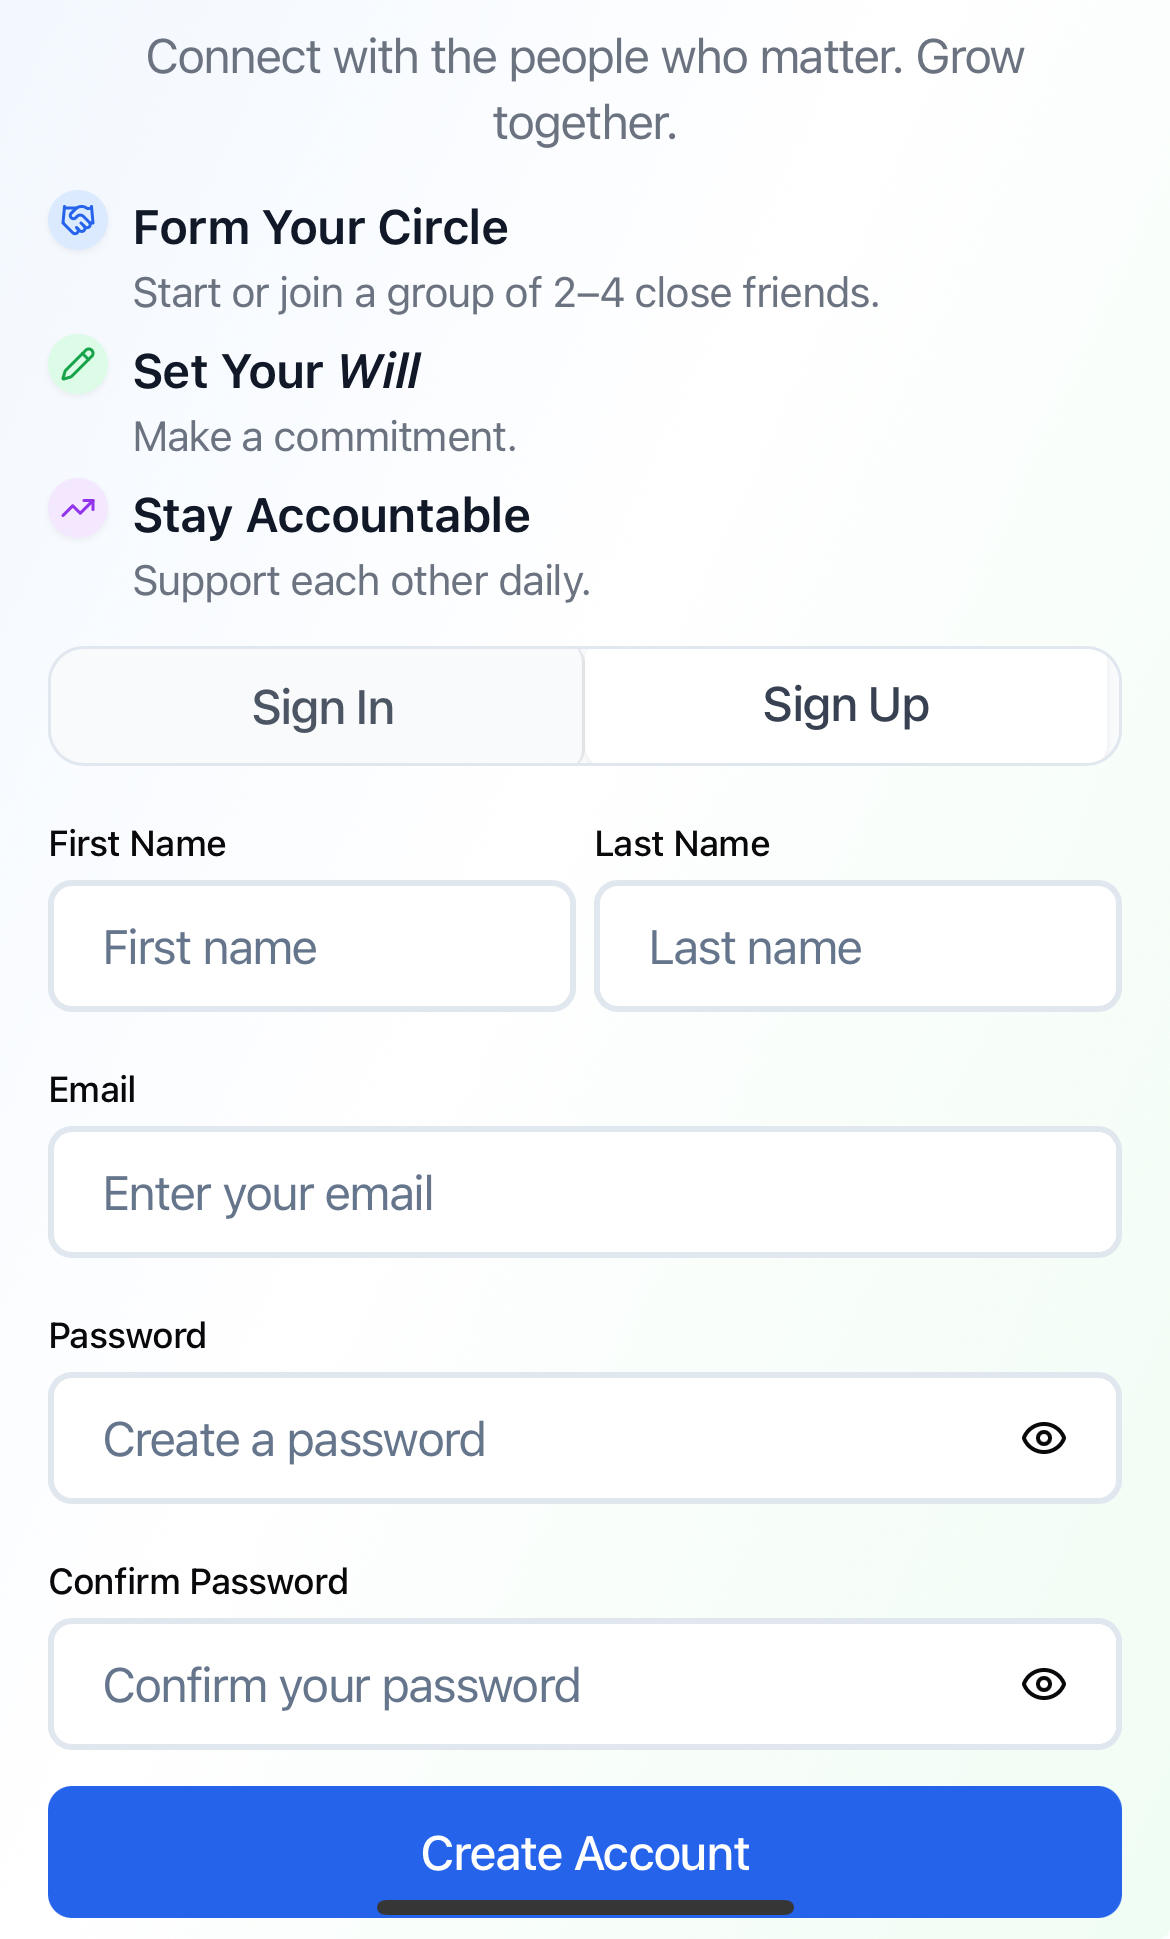 Connect with the people who matter. Grow
together.
Form Your Circle
Start or join a group of 2–4 close friends.
Set Your Will
Make a commitment.
Stay Accountable
Support each other daily.
Sign In
Sign Up
First Name
Last Name
First name
Last name
Email
Enter your email
Password
Create a password
Confirm Password
Confirm your password
Create Account